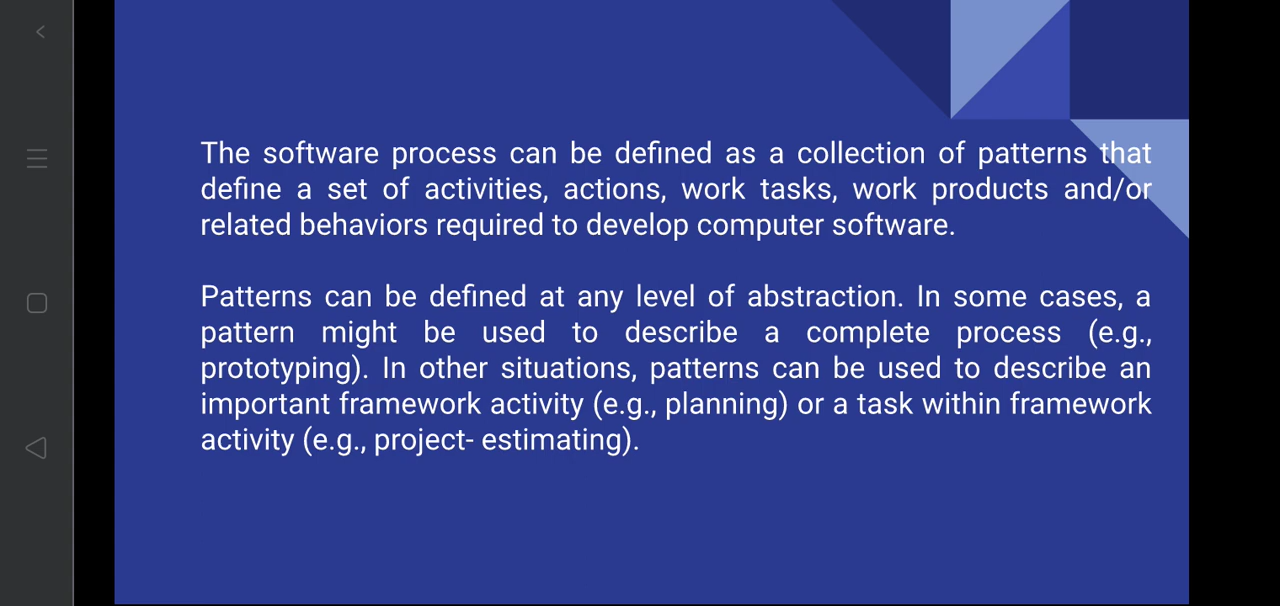 The software process can be defined as a collection of patterns that
define a set of activities, actions, work tasks, work products and/or
related behaviors required to develop computer software.
Patterns can be defined at any level of abstraction. In some cases, a
pattern might be used to describe a complete process (e.g.,
prototyping). In other situations, patterns can be used to describe an
important framework activity (e.g., planning) or a task within framework
activity (e.g., project- estimating).